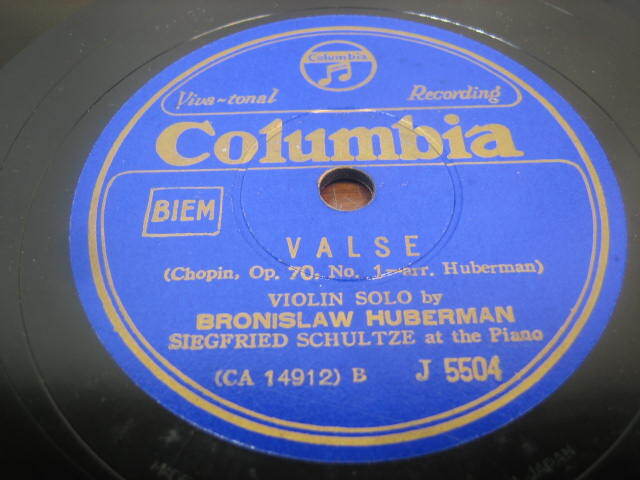 Columbia
Viva-tonal Recording
Columbia
BIEM
VALSE
(Chopin, Op. 70, No. 1—arr. Huberman)
VIOLIN SOLO by
BRONISLAW HUBERMAN
SIEGFRIED SCHULTZE at the Piano
(CA 14912) B J 5504
JAPAN